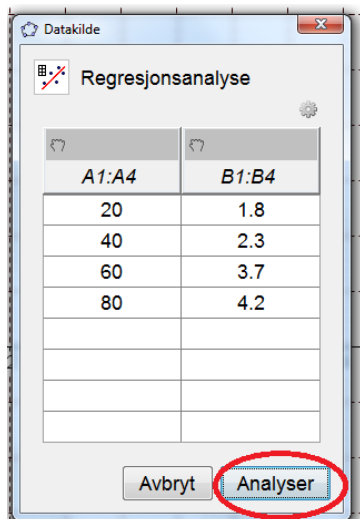 Datakilde
Regresjonsanalyse
A1:A4 B1:B4
20 1.8
40 2.3
60 3.7
80 4.2
Avbryt Analyser